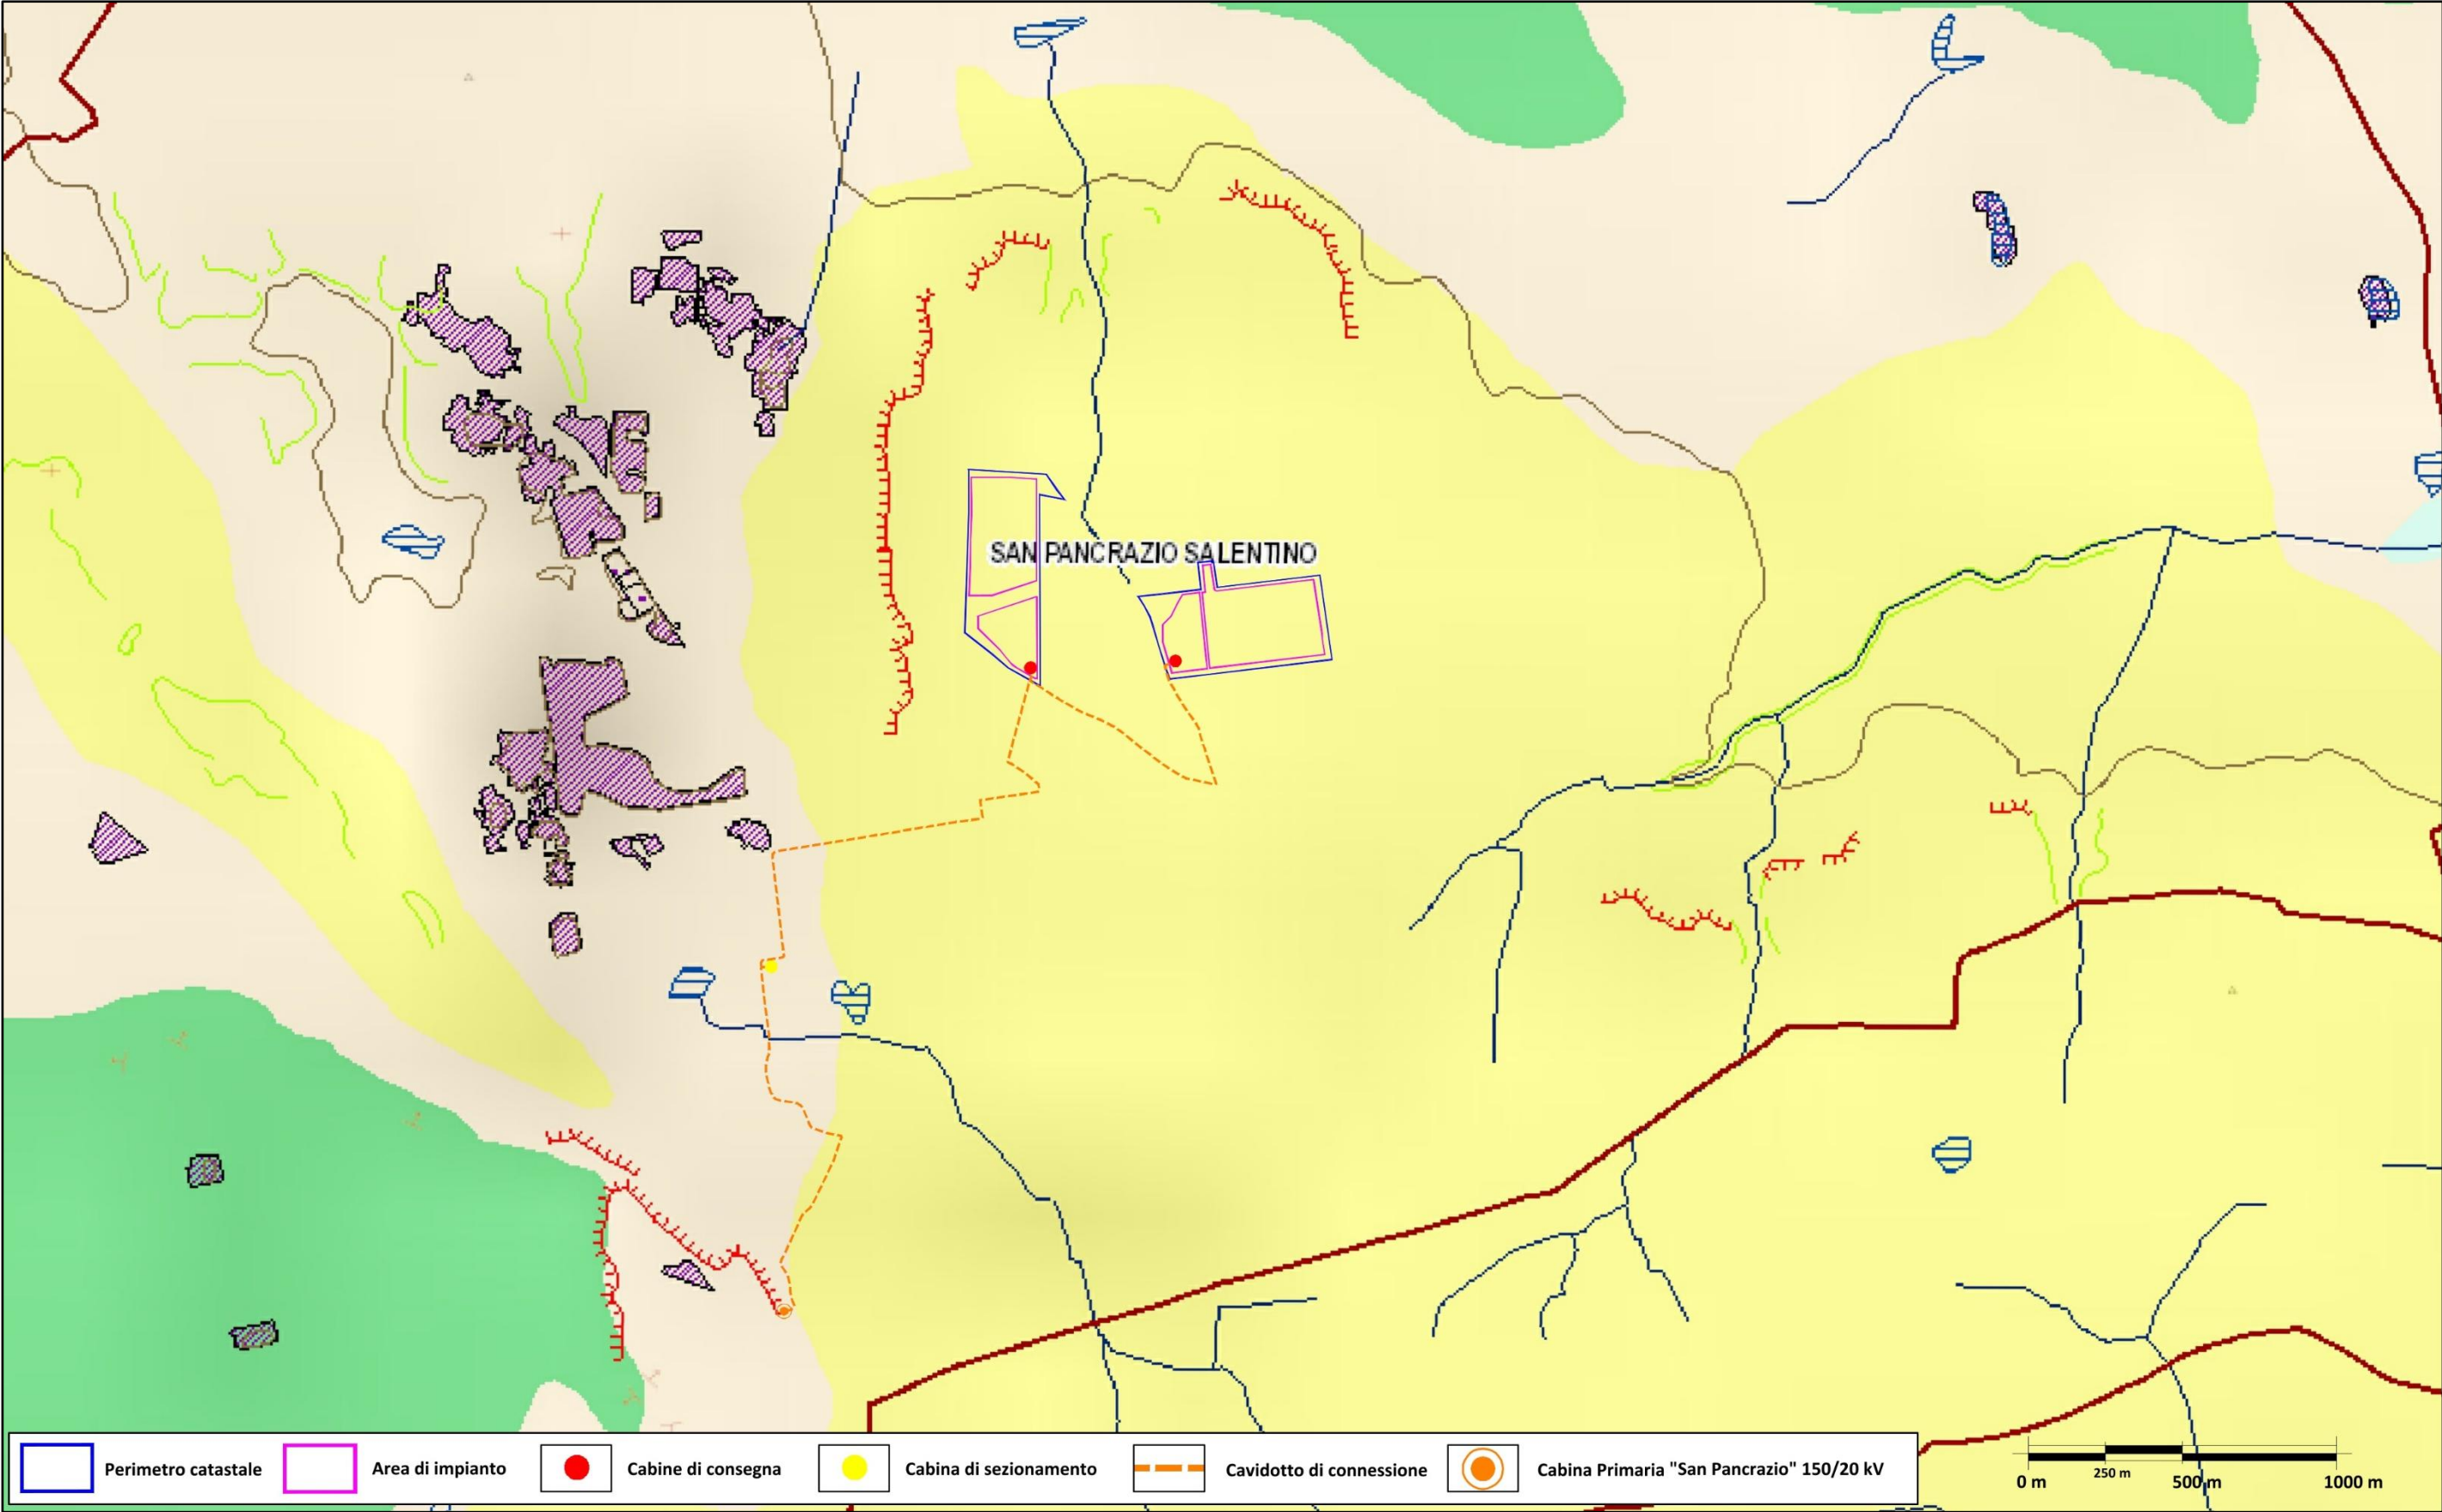 SAN PANCRAZIO SALENTINO
Perimetro catastale
Area di impianto
Cabine di consegna
Cabina di sezionamento
Cavidotto di connessione
Cabina Primaria "San Pancrazio" 150/20 kV
0 m 250 m 500 m 1000 m